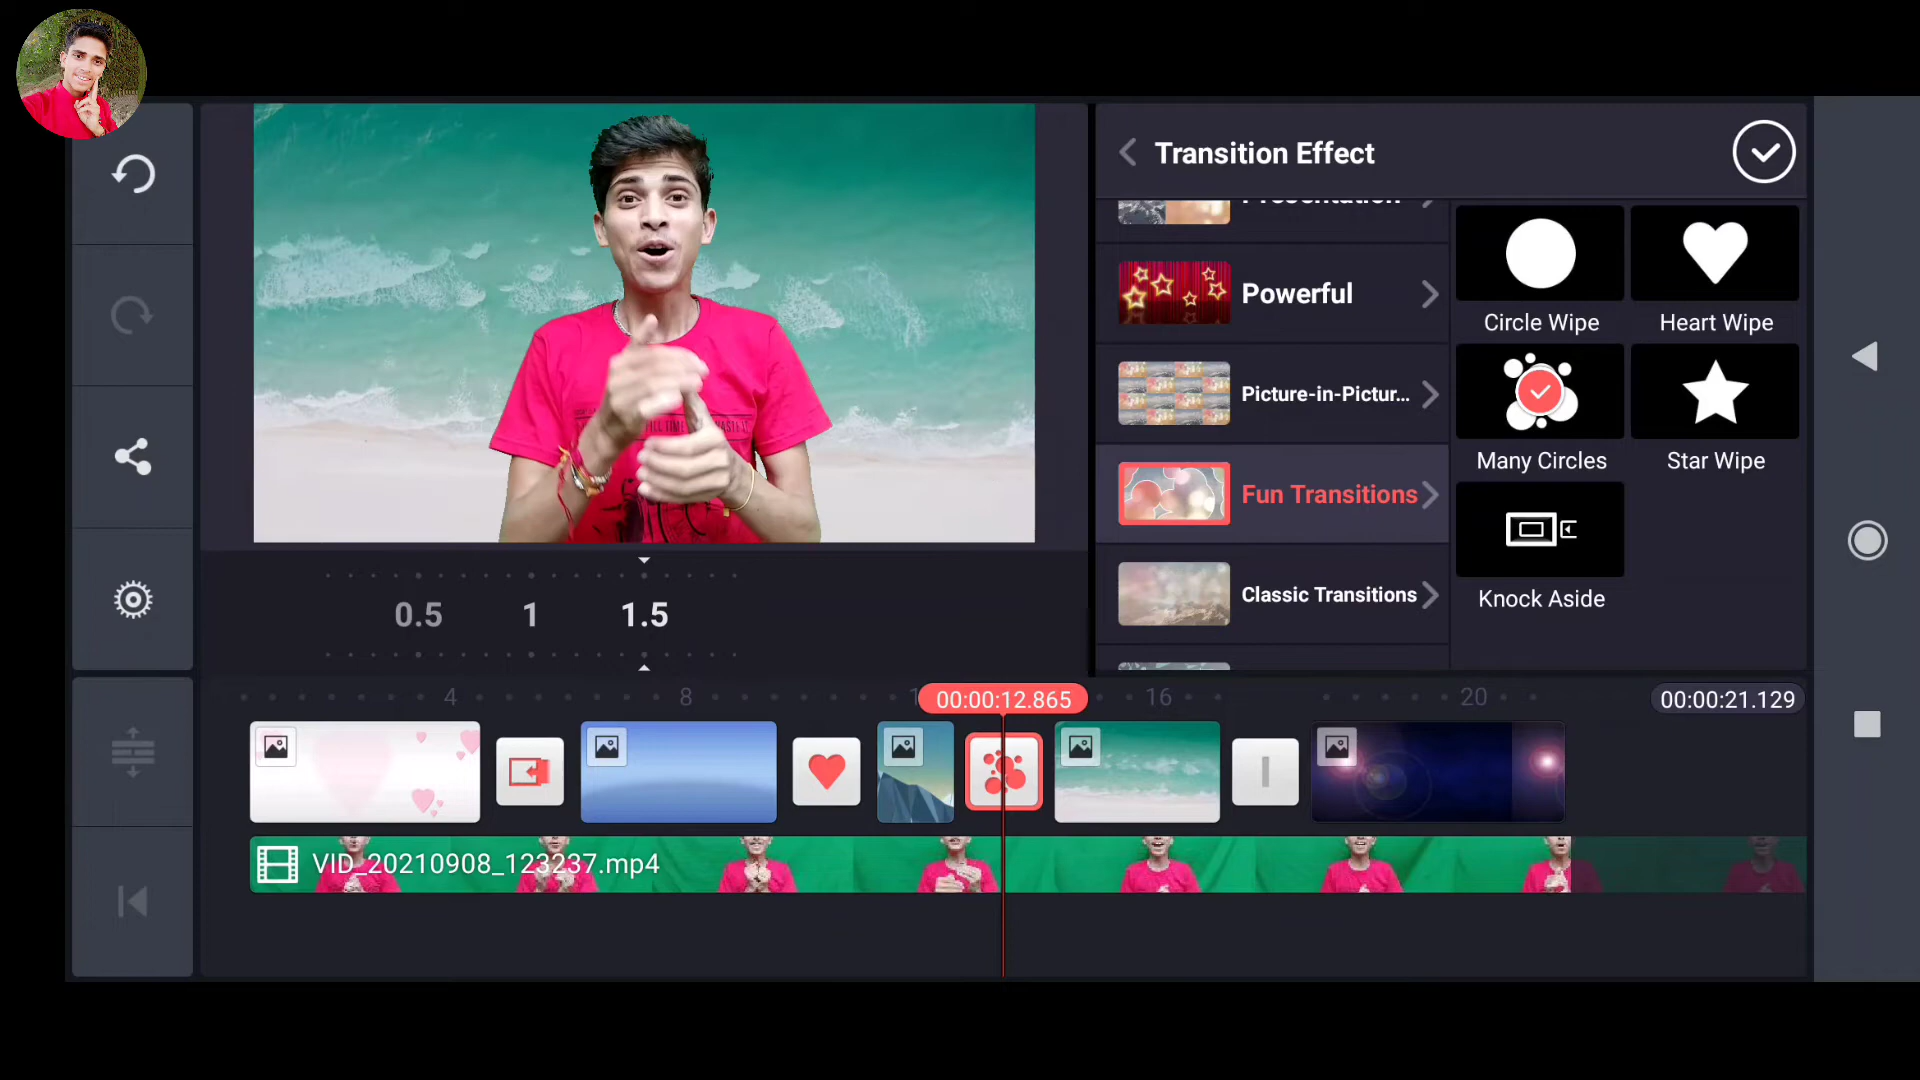 Transition Effect
Presentation
Powerful
Picture-in-Pictur...
Fun Transitions
Classic Transitions
Circle Wipe
Heart Wipe
Many Circles
Star Wipe
Knock Aside
0.5 1 1.5
4 8 16 20
00:00:12.865
00:00:21.129
VID_20210908_123237.mp4